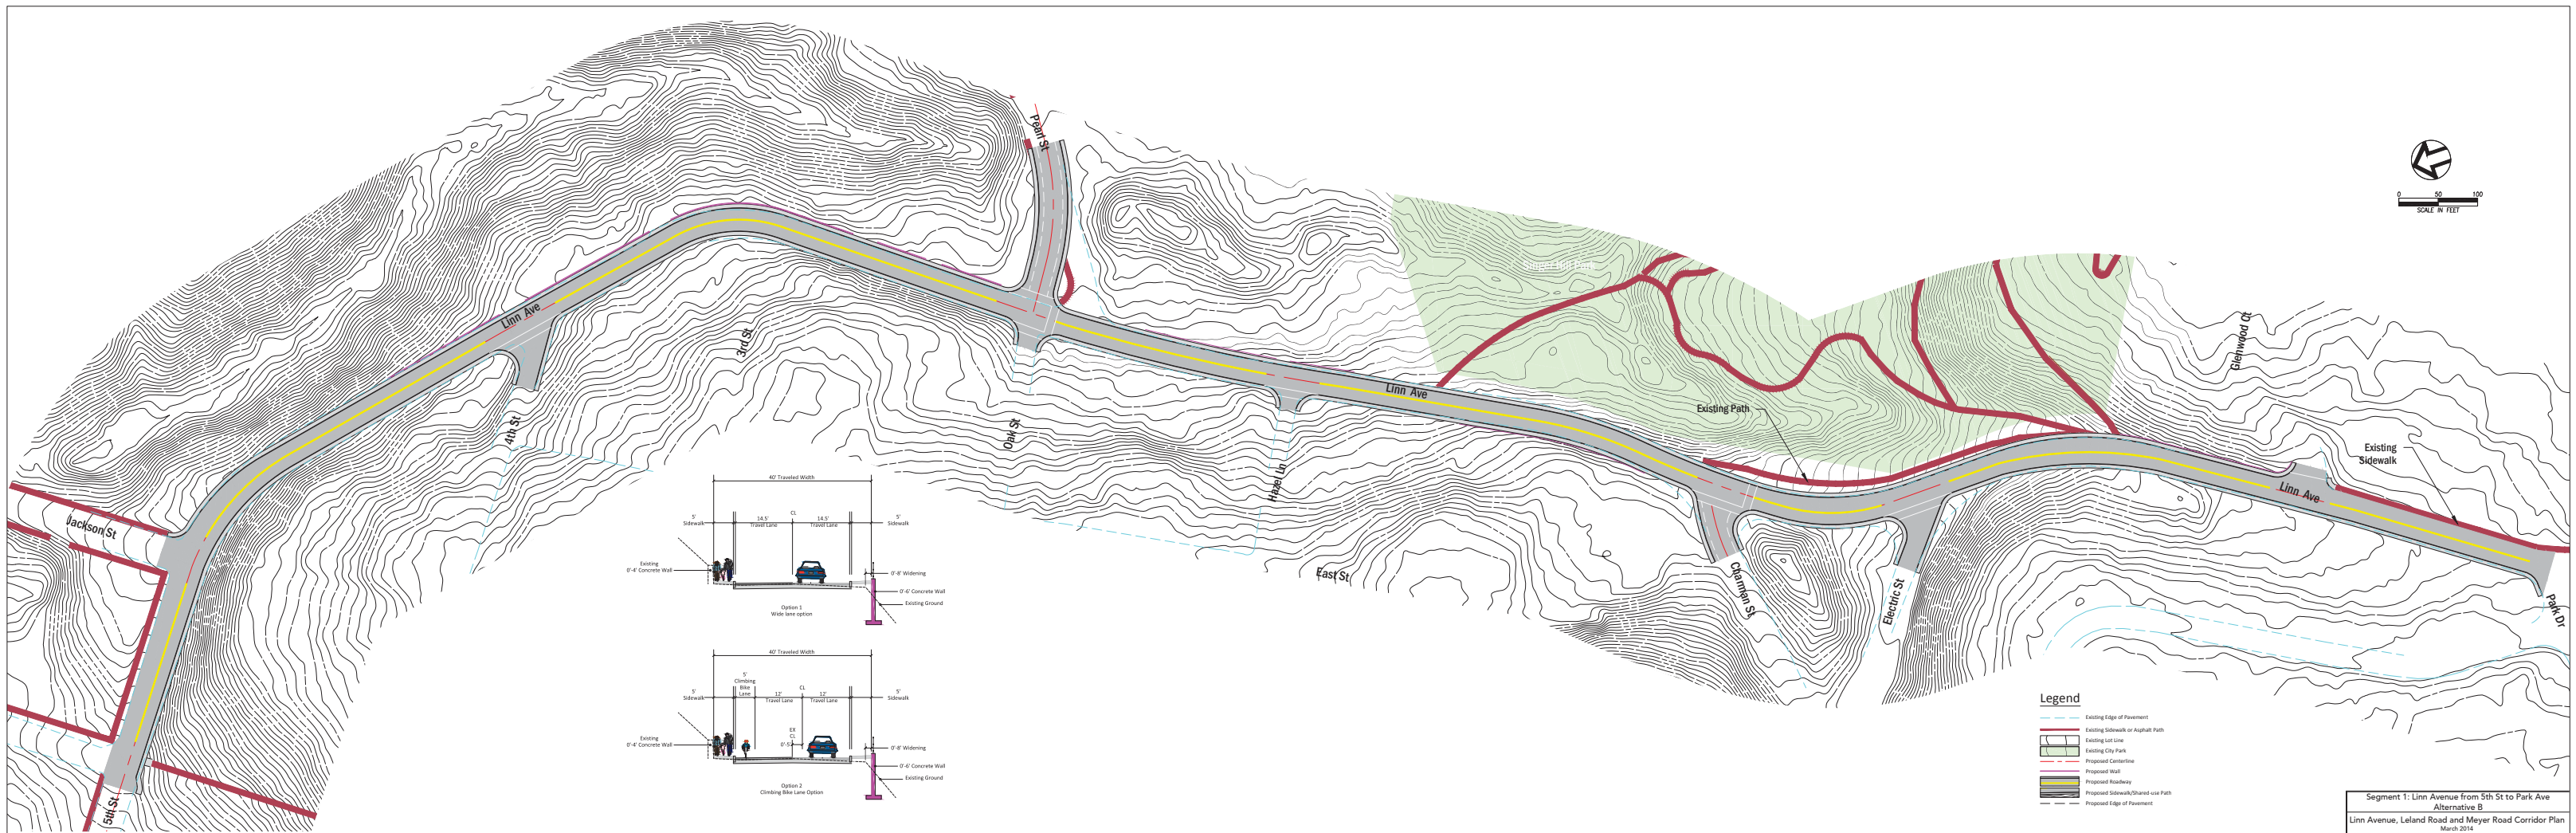 Pearl St
0 50 100
SCALE IN FEET
Singer Hill Park
Linn Ave
3rd St
4th St
Oak St
Hazel Ln
East St
Linn Ave
Existing Path
Glenwood Ct
Existing
Sidewalk
Linn Ave
Chaman St
Electric St
Park Dr
Jackson St
5th St
40' Traveled Width
5'
Sidewalk
14.5'
Travel Lane
CL
14.5'
Travel Lane
5'
Sidewalk
Existing
0'-4' Concrete Wall
0'-8' Widening
0'-6' Concrete Wall
Existing Ground
Option 1
Wide lane option
40' Traveled Width
5'
Sidewalk
5'
Climbing
Bike
Lane
12'
Travel Lane
CL
12'
Travel Lane
5'
Sidewalk
EX
CL
0'-5'
Existing
0'-4' Concrete Wall
0'-8' Widening
0'-6' Concrete Wall
Existing Ground
Option 2
Climbing Bike Lane Option
Legend
Existing Edge of Pavement
Existing Sidewalk or Asphalt Path
Existing Lot Line
Existing City Park
Proposed Centerline
Proposed Wall
Proposed Roadway
Proposed Sidewalk/Shared-use Path
Proposed Edge of Pavement
Segment 1: Linn Avenue from 5th St to Park Ave
Alternative B
Linn Avenue, Leland Road and Meyer Road Corridor Plan
March 2014